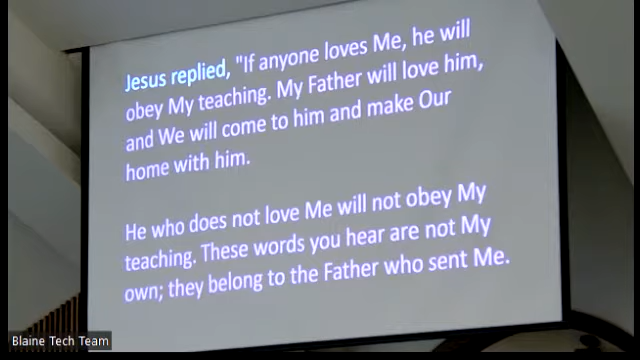 Jesus replied, "If anyone loves Me, he will
obey My teaching. My Father will love him,
and We will come to him and make Our
home with him.
He who does not love Me will not obey My
teaching. These words you hear are not My
own; they belong to the Father who sent Me.
Blaine Tech Team